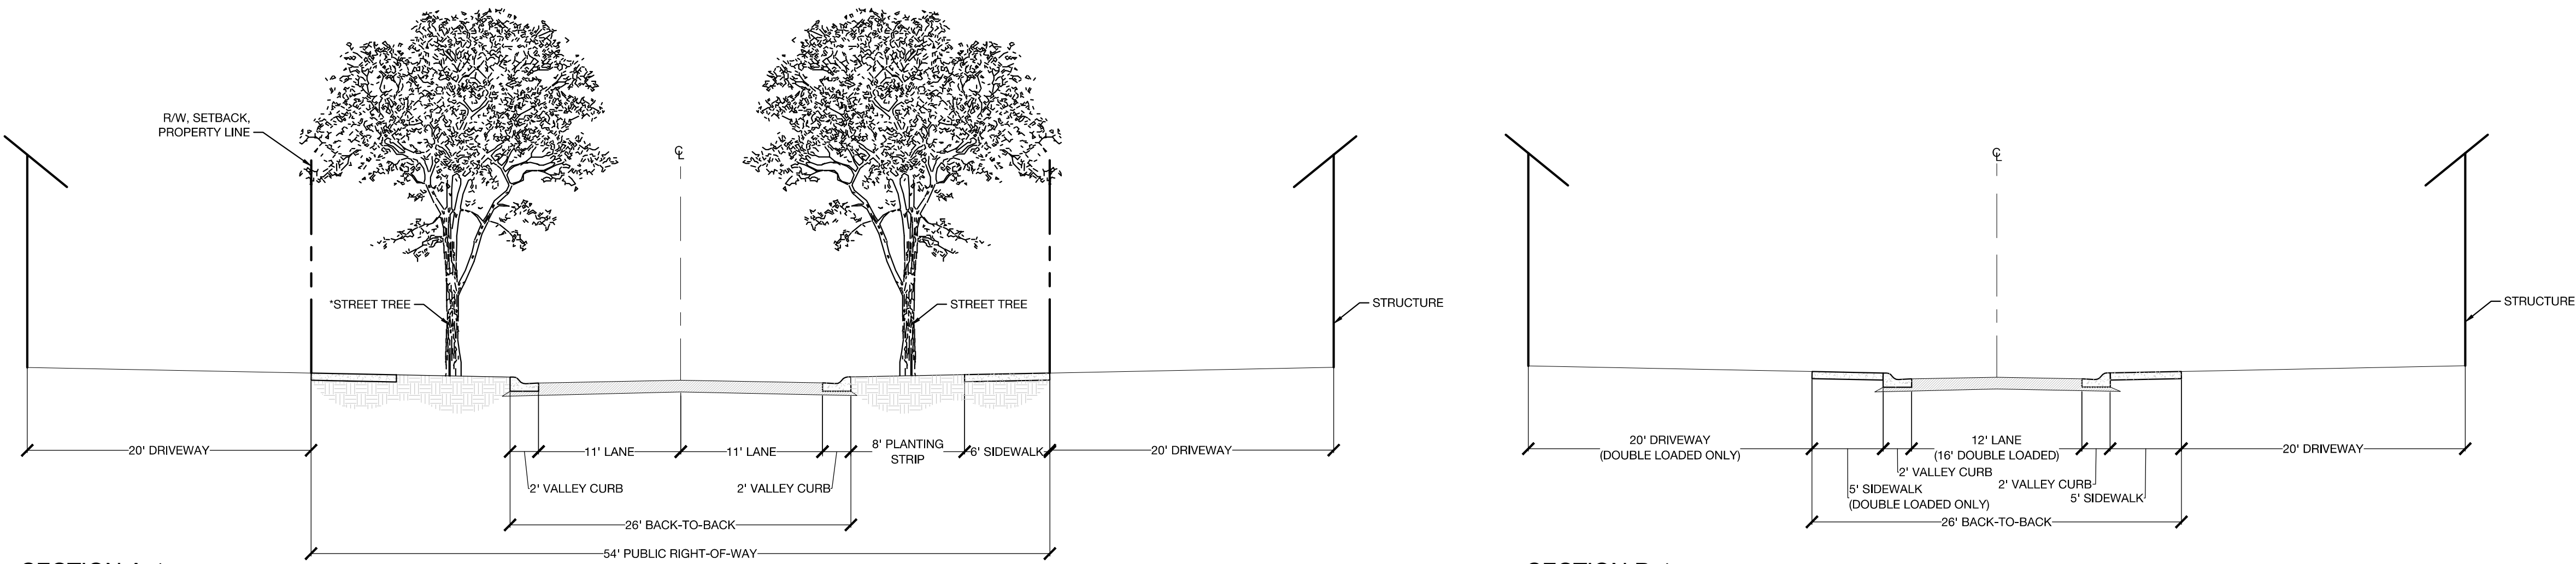 R/W, SETBACK,
PROPERTY LINE
℄
*STREET TREE
STREET TREE
STRUCTURE
20' DRIVEWAY
11' LANE
11' LANE
8' PLANTING
STRIP
6' SIDEWALK
20' DRIVEWAY
2' VALLEY CURB
2' VALLEY CURB
26' BACK-TO-BACK
54' PUBLIC RIGHT-OF-WAY
℄
STRUCTURE
20' DRIVEWAY
(DOUBLE LOADED ONLY)
12' LANE
(16' DOUBLE LOADED)
20' DRIVEWAY
2' VALLEY CURB
2' VALLEY CURB
5' SIDEWALK
(DOUBLE LOADED ONLY)
5' SIDEWALK
26' BACK-TO-BACK